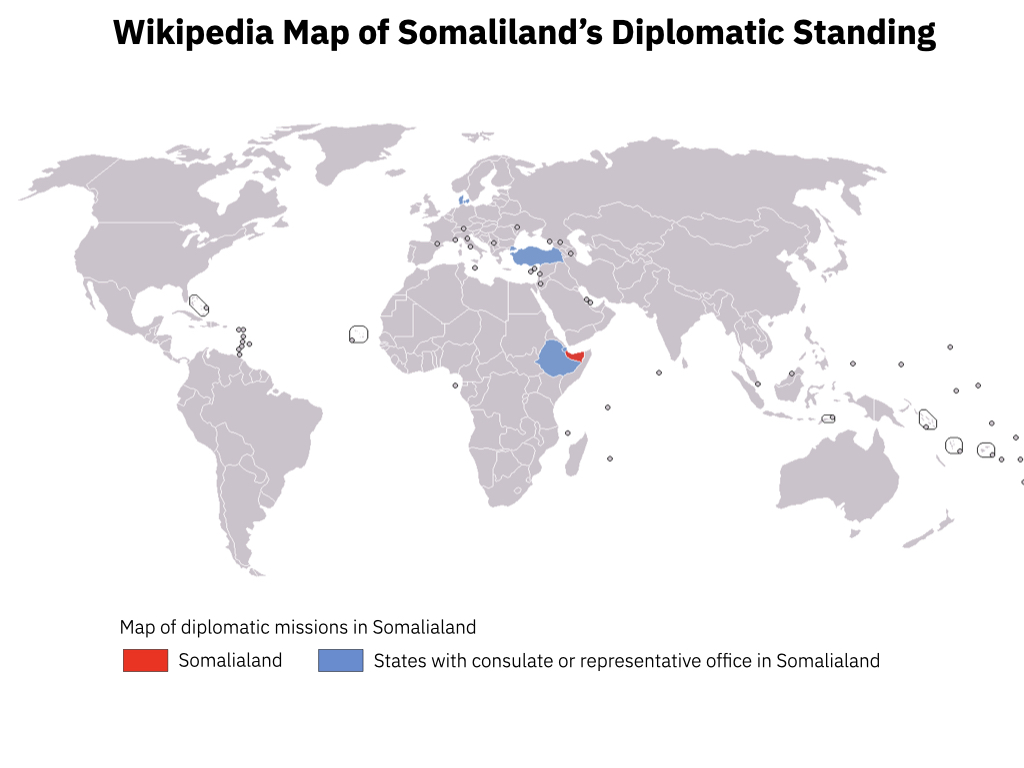 Wikipedia Map of Somaliland’s Diplomatic Standing
Map of diplomatic missions in Somalialand
Somalialand
States with consulate or representative office in Somalialand